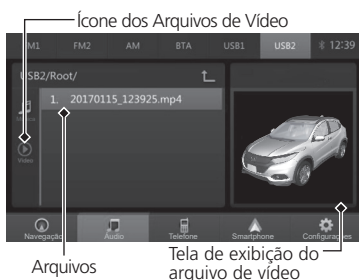 Ícone dos Arquivos de Vídeo
FM1 FM2 AM BTA USB1 USB2 12:39
USB2/Root/
1. 20170115_123925.mp4
Música
Vídeo
Navegação Áudio Telefone Smartphone Configurações
Arquivos
Tela de exibição do
arquivo de vídeo